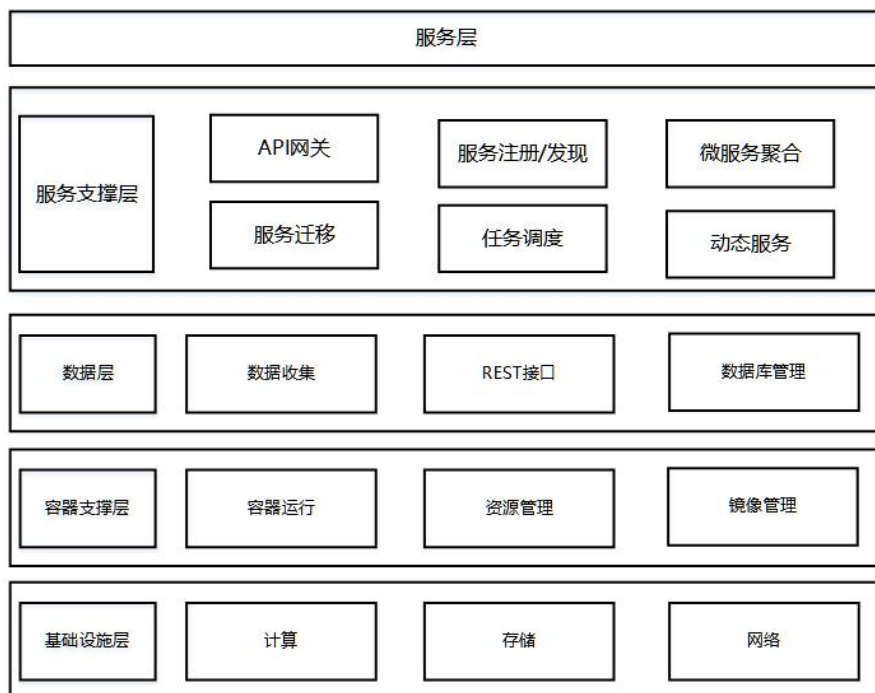 服务层
服务支撑层
API网关
服务注册/发现
微服务聚合
服务迁移
任务调度
动态服务
数据层
数据收集
REST接口
数据库管理
容器支撑层
容器运行
资源管理
镜像管理
基础设施层
计算
存储
网络